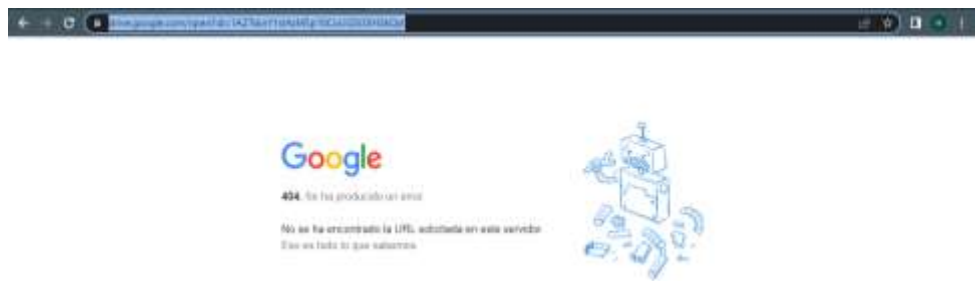 Google
404. Se ha producido un error
No se ha encontrado la URL solicitada en este servidor
Eso es todo lo que sabemos